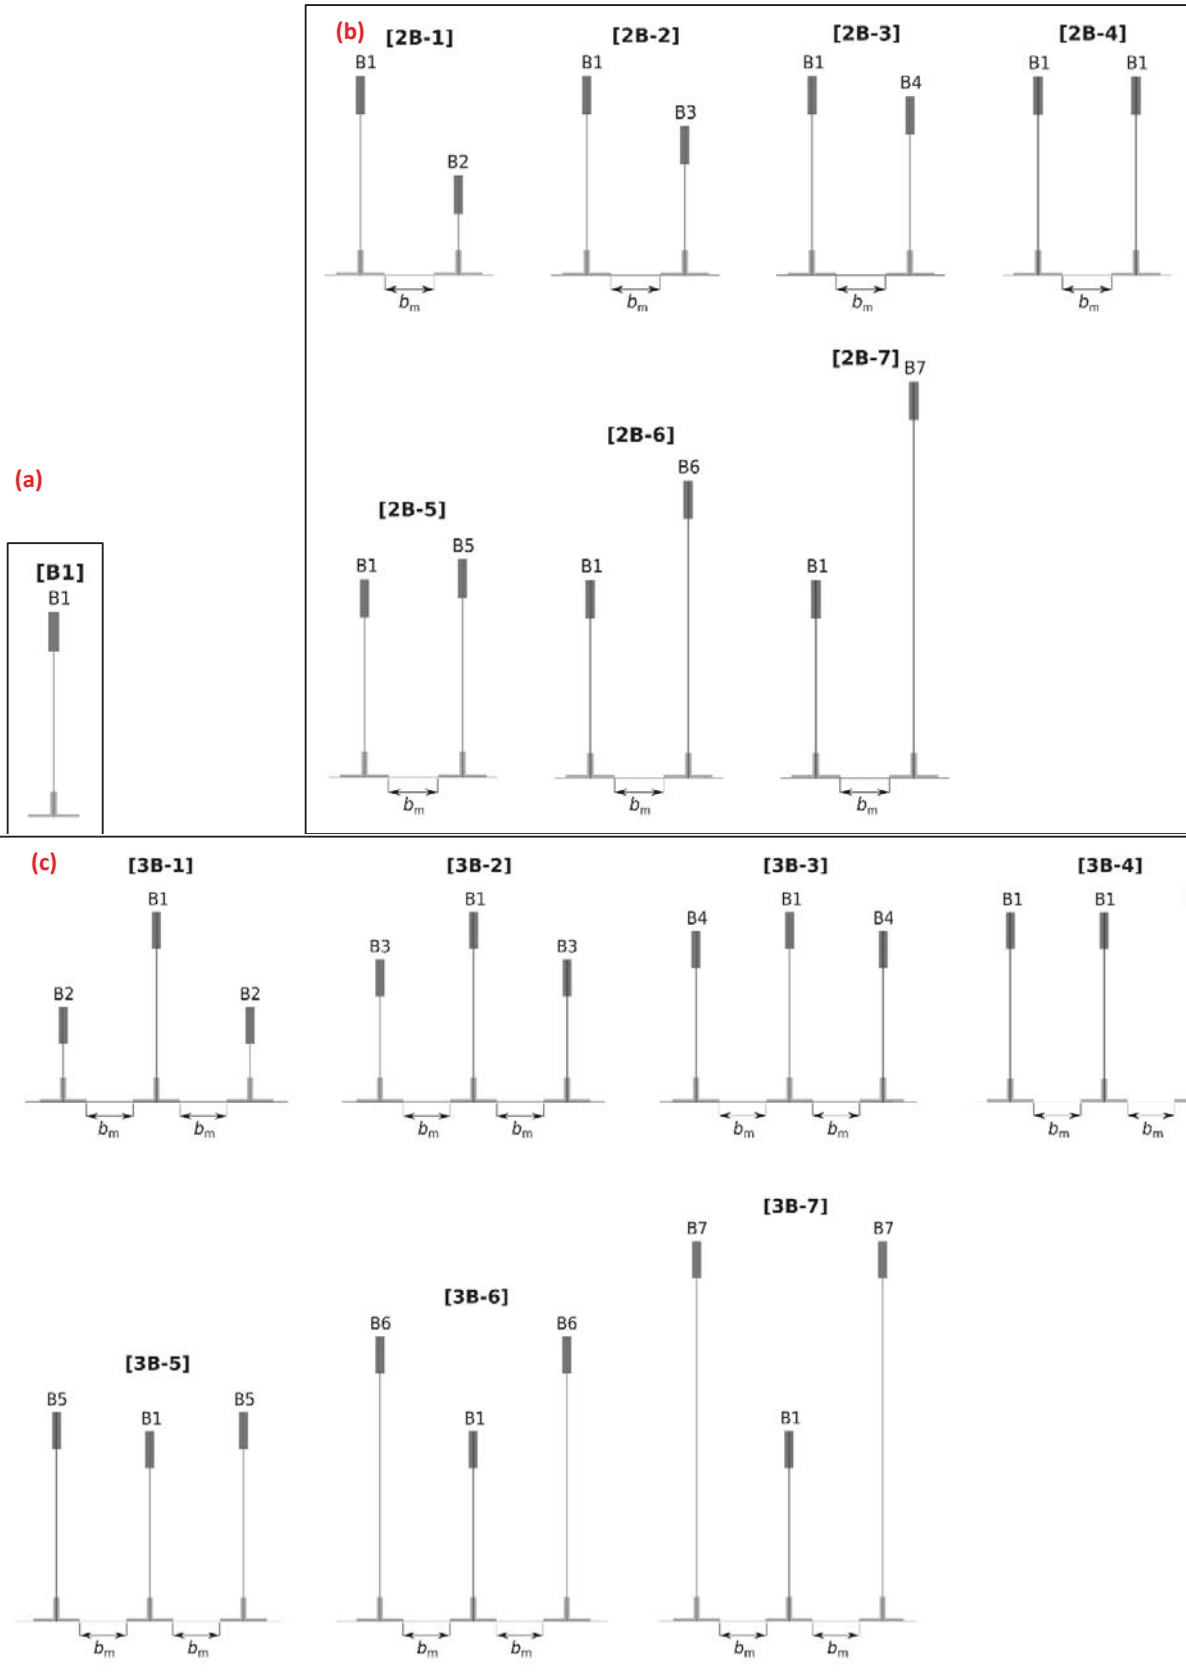 (b)
[2B-1] [2B-2] [2B-3] [2B-4]
B1 B1 B1 B1 B1
B4
B3
B2
bm bm bm bm
[2B-7] B7
[2B-6]
B6
(a)
[2B-5]
B1 B5 B1 B1
[B1]
B1
bm bm bm
(c)
[3B-1] [3B-2] [3B-3] [3B-4]
B1 B1 B1 B1 B1
B4 B4
B3 B3
B2 B2
bm bm bm bm bm bm bm bm
[3B-7]
B7 B7
[3B-6]
B6 B6
[3B-5]
B5 B1 B5 B1 B1
bm bm bm bm bm bm